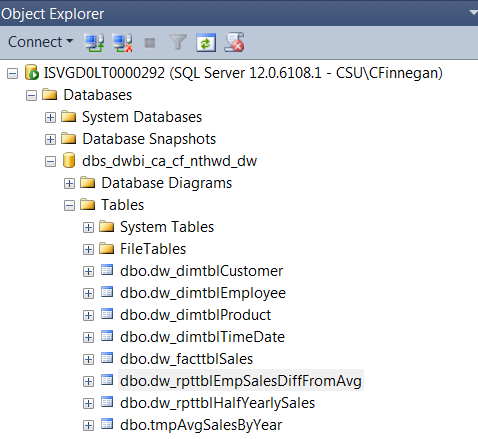 Object Explorer
Connect
ISVGD0LT0000292 (SQL Server 12.0.6108.1 - CSU\CFinnegan)
Databases
System Databases
Database Snapshots
dbs_dwbi_ca_cf_nthwd_dw
Database Diagrams
Tables
System Tables
FileTables
dbo.dw_dimtblCustomer
dbo.dw_dimtblEmployee
dbo.dw_dimtblProduct
dbo.dw_dimtblTimeDate
dbo.dw_facttblSales
dbo.dw_rpttblEmpSalesDiffFromAvg
dbo.dw_rpttblHalfYearlySales
dbo.tmpAvgSalesByYear